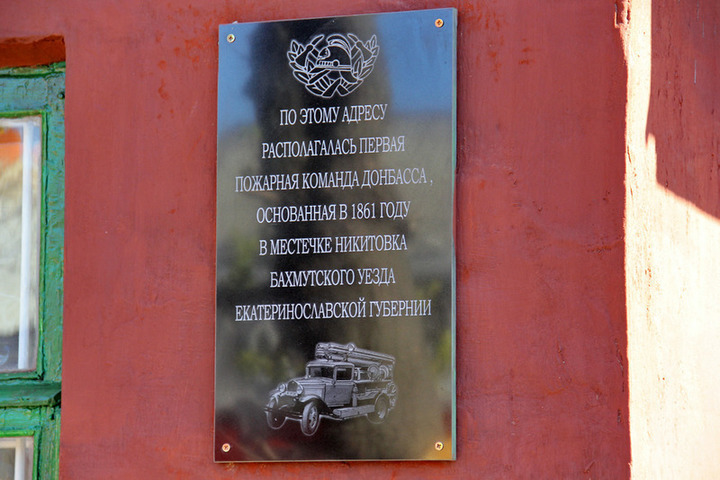 ПО ЭТОМУ АДРЕСУ
РАСПОЛАГАЛАСЬ ПЕРВАЯ
ПОЖАРНАЯ КОМАНДА ДОНБАССА ,
ОСНОВАННАЯ В 1861 ГОДУ
В МЕСТЕЧКЕ НИКИТОВКА
БАХМУТСКОГО УЕЗДА
ЕКАТЕРИНОСЛАВСКОЙ ГУБЕРНИИ